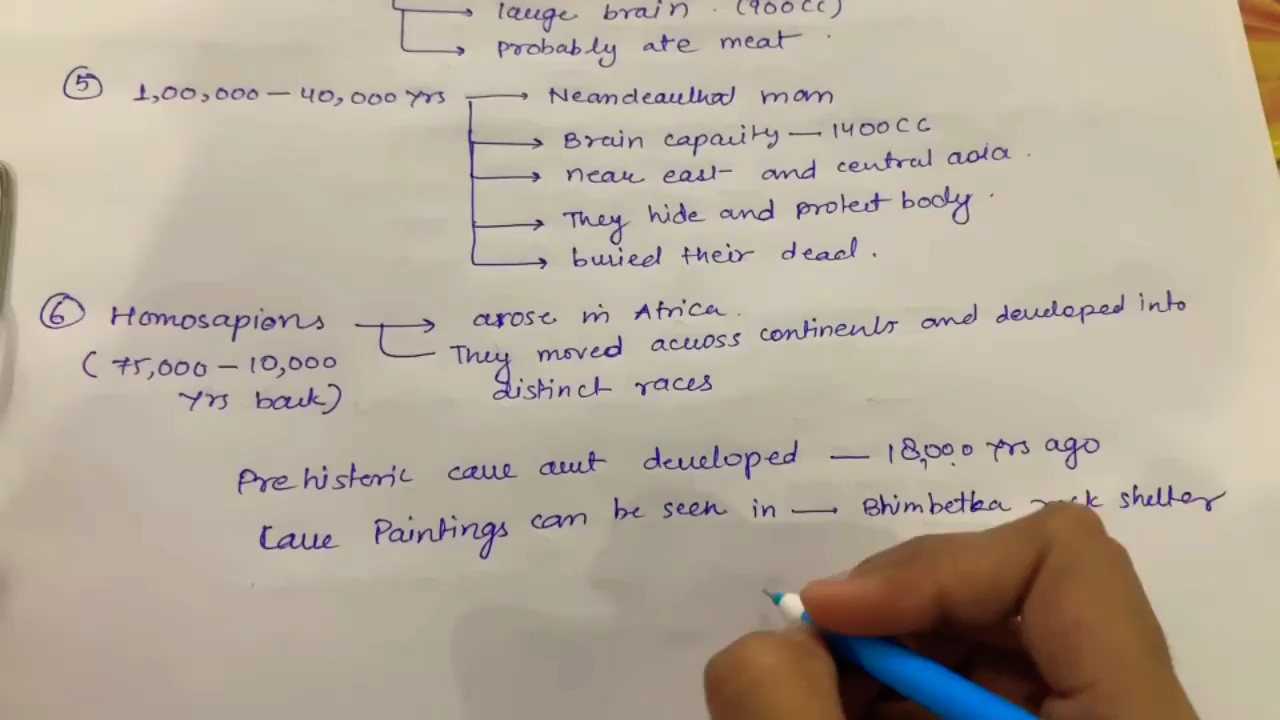 large brain. (900cc)
probably ate meat.
5 1,00,000 – 40,000 yrs → Neanderthal man
→ Brain capacity — 1400CC
→ near east and central asia.
→ They hide and protect body.
→ buried their dead.
6 Homosapions → arose in Africa.
(75,000 – 10,000 They moved across continents and developed into
yrs back) distinct races
Prehistoric cave art developed — 18,000 yrs ago
Cave Paintings can be seen in → Bhimbetka shelter